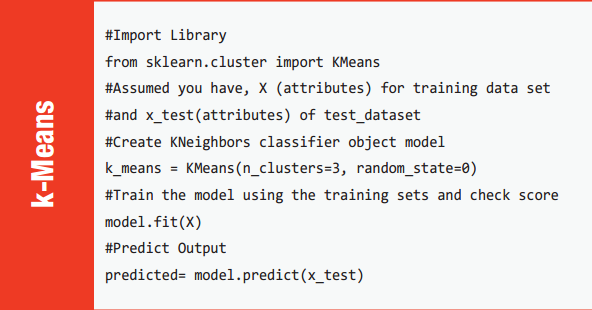 k-Means
#Import Library
from sklearn.cluster import KMeans
#Assumed you have, X (attributes) for training data set
#and x_test(attributes) of test_dataset
#Create KNeighbors classifier object model
k_means = KMeans(n_clusters=3, random_state=0)
#Train the model using the training sets and check score
model.fit(X)
#Predict Output
predicted= model.predict(x_test)